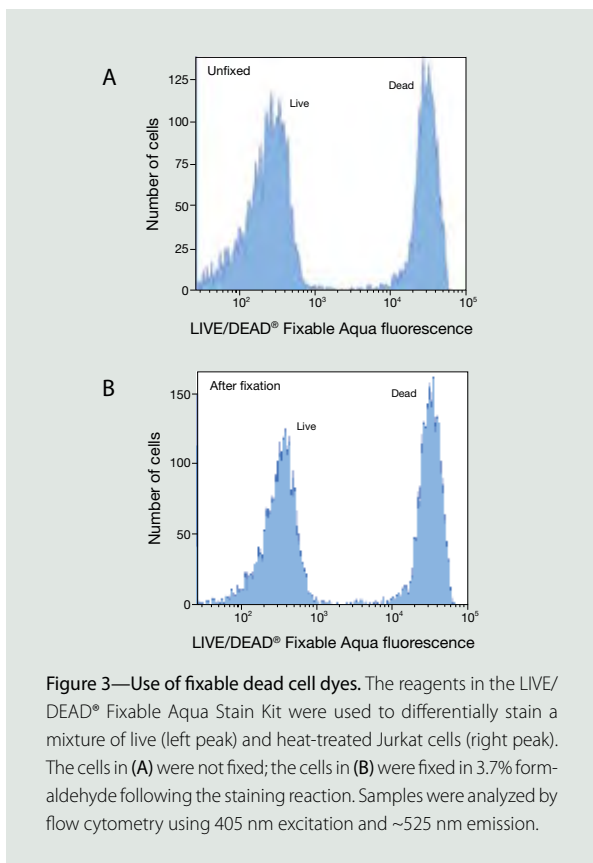 A
Unfixed
Live
Dead
125
100
75
50
25
0
Number of cells
10²
10³
10⁴
10⁵
LIVE/DEAD® Fixable Aqua fluorescence
B
After fixation
Live
Dead
150
100
50
0
Number of cells
10²
10³
10⁴
10⁵
LIVE/DEAD® Fixable Aqua fluorescence
Figure 3—Use of fixable dead cell dyes. The reagents in the LIVE/
DEAD® Fixable Aqua Stain Kit were used to differentially stain a
mixture of live (left peak) and heat-treated Jurkat cells (right peak).
The cells in (A) were not fixed; the cells in (B) were fixed in 3.7% form-
aldehyde following the staining reaction. Samples were analyzed by
flow cytometry using 405 nm excitation and ~525 nm emission.